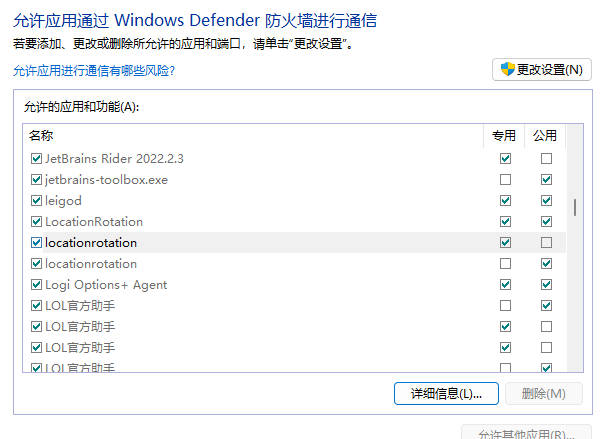 允许应用通过 Windows Defender 防火墙进行通信
若要添加、更改或删除所允许的应用和端口，请单击"更改设置"。
允许应用进行通信有哪些风险?
更改设置(N)
允许的应用和功能(A):
名称 专用 公用
JetBrains Rider 2022.2.3
jetbrains-toolbox.exe
leigod
LocationRotation
locationrotation
locationrotation
Logi Options+ Agent
LOL官方助手
LOL官方助手
LOL官方助手
LOL官方助手
详细信息(L)... 删除(M)
允许其他应用(R)...